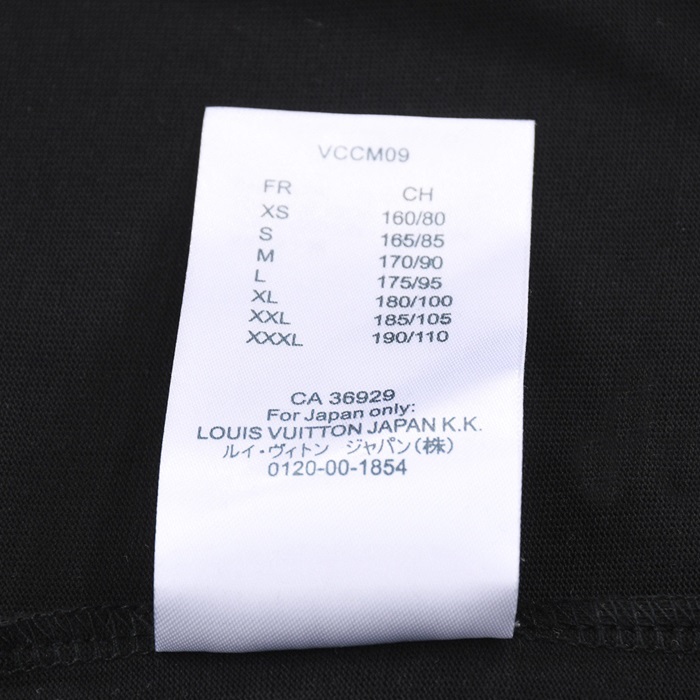 VCCM09
FR CH
XS 160/80
S 165/85
M 170/90
L 175/95
XL 180/100
XXL 185/105
XXXL 190/110
CA 36929
For Japan only:
LOUIS VUITTON JAPAN K.K.
ルイ・ヴィトン ジャパン(株)
0120-00-1854